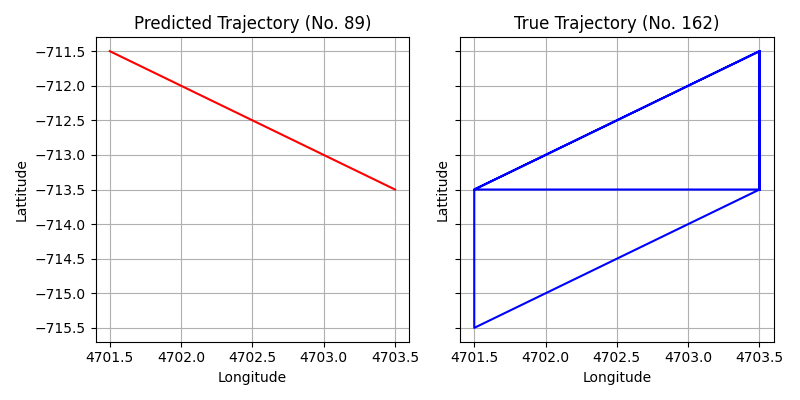 Predicted Trajectory (No. 89)
True Trajectory (No. 162)
Lattitude
−711.5
−712.0
−712.5
−713.0
−713.5
−714.0
−714.5
−715.0
−715.5
4701.5 4702.0 4702.5 4703.0 4703.5
Longitude
Lattitude
4701.5 4702.0 4702.5 4703.0 4703.5
Longitude